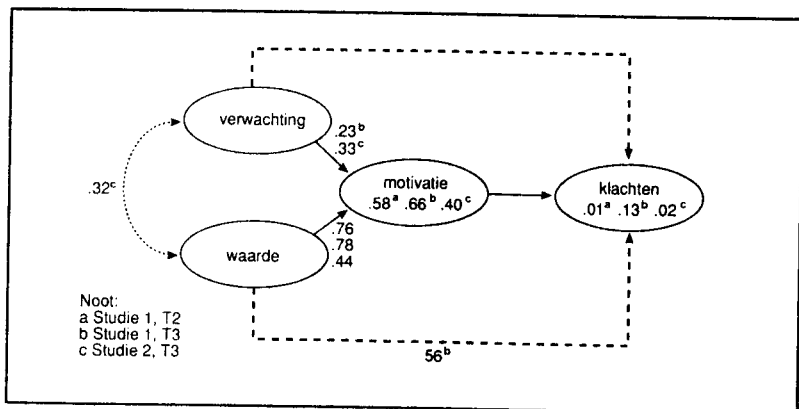 verwachting
.23ᵇ
.33ᶜ
.32ᶜ
motivatie
.58ᵃ .66ᵇ .40ᶜ
klachten
.01ᵃ .13ᵇ .02ᶜ
waarde
.76
.78
.44
Noot:
a Studie 1, T2
b Studie 1, T3
c Studie 2, T3
56ᵇ